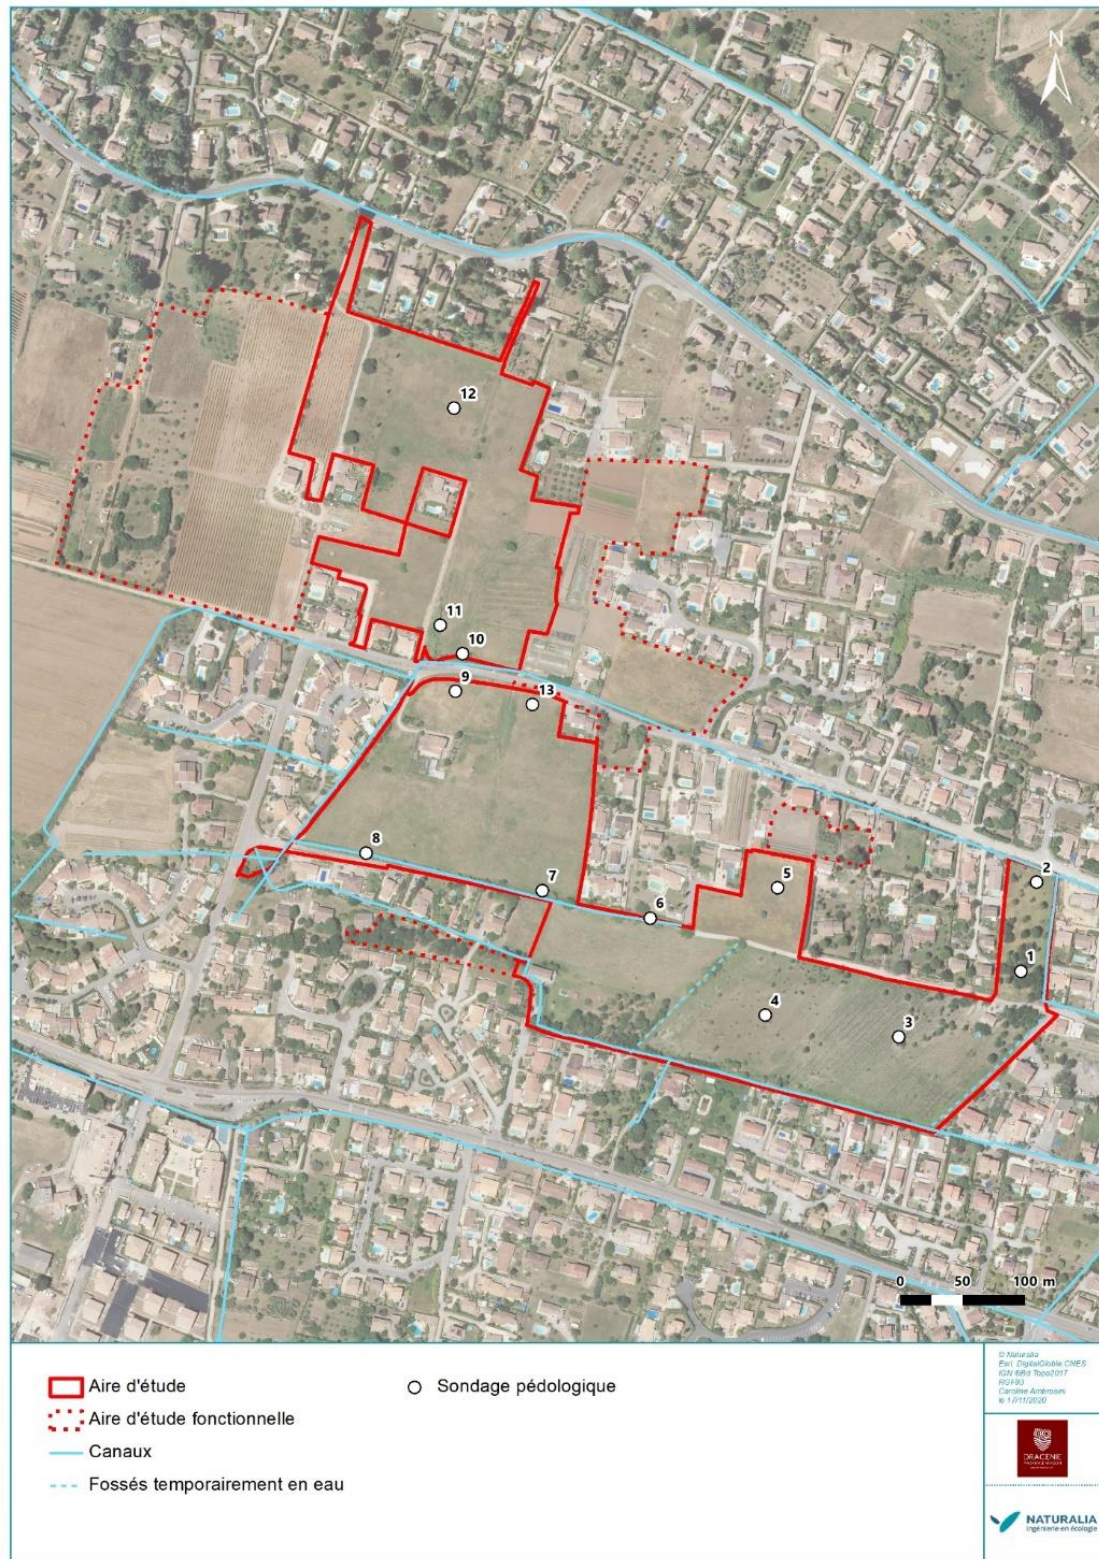 N
12
11
10
9
13
8
7
6
5
2
1
4
3
0 50 100 m
Aire d'étude
Sondage pédologique
Aire d'étude fonctionnelle
Canaux
Fossés temporairement en eau
© Naturalia
Esri, DigitalGlobe, CNES
IGN ©Bd Topo2017
RGF93
Caroline Ambrosini
le 17/11/2020
DRACENIE
NATURALIA
Ingénierie en écologie